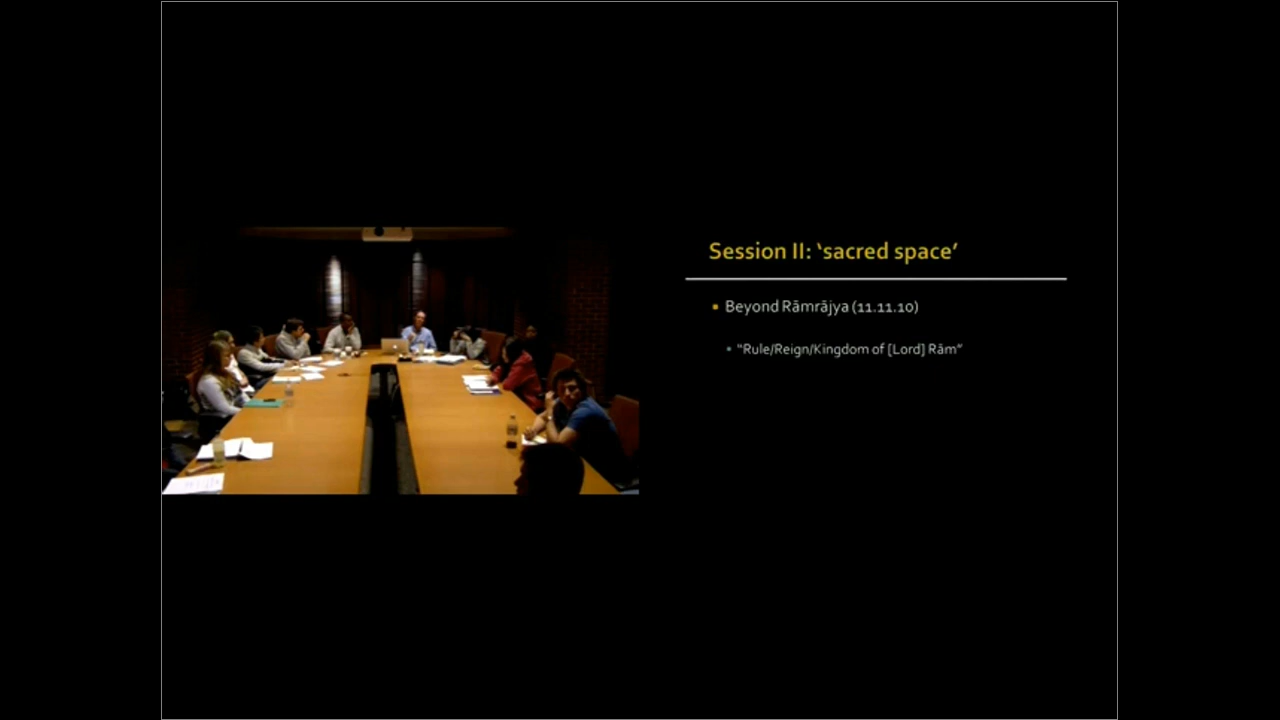 Session II: ‘sacred space’
Beyond Rāmrājya (11.11.10)
“Rule/Reign/Kingdom of [Lord] Rām”